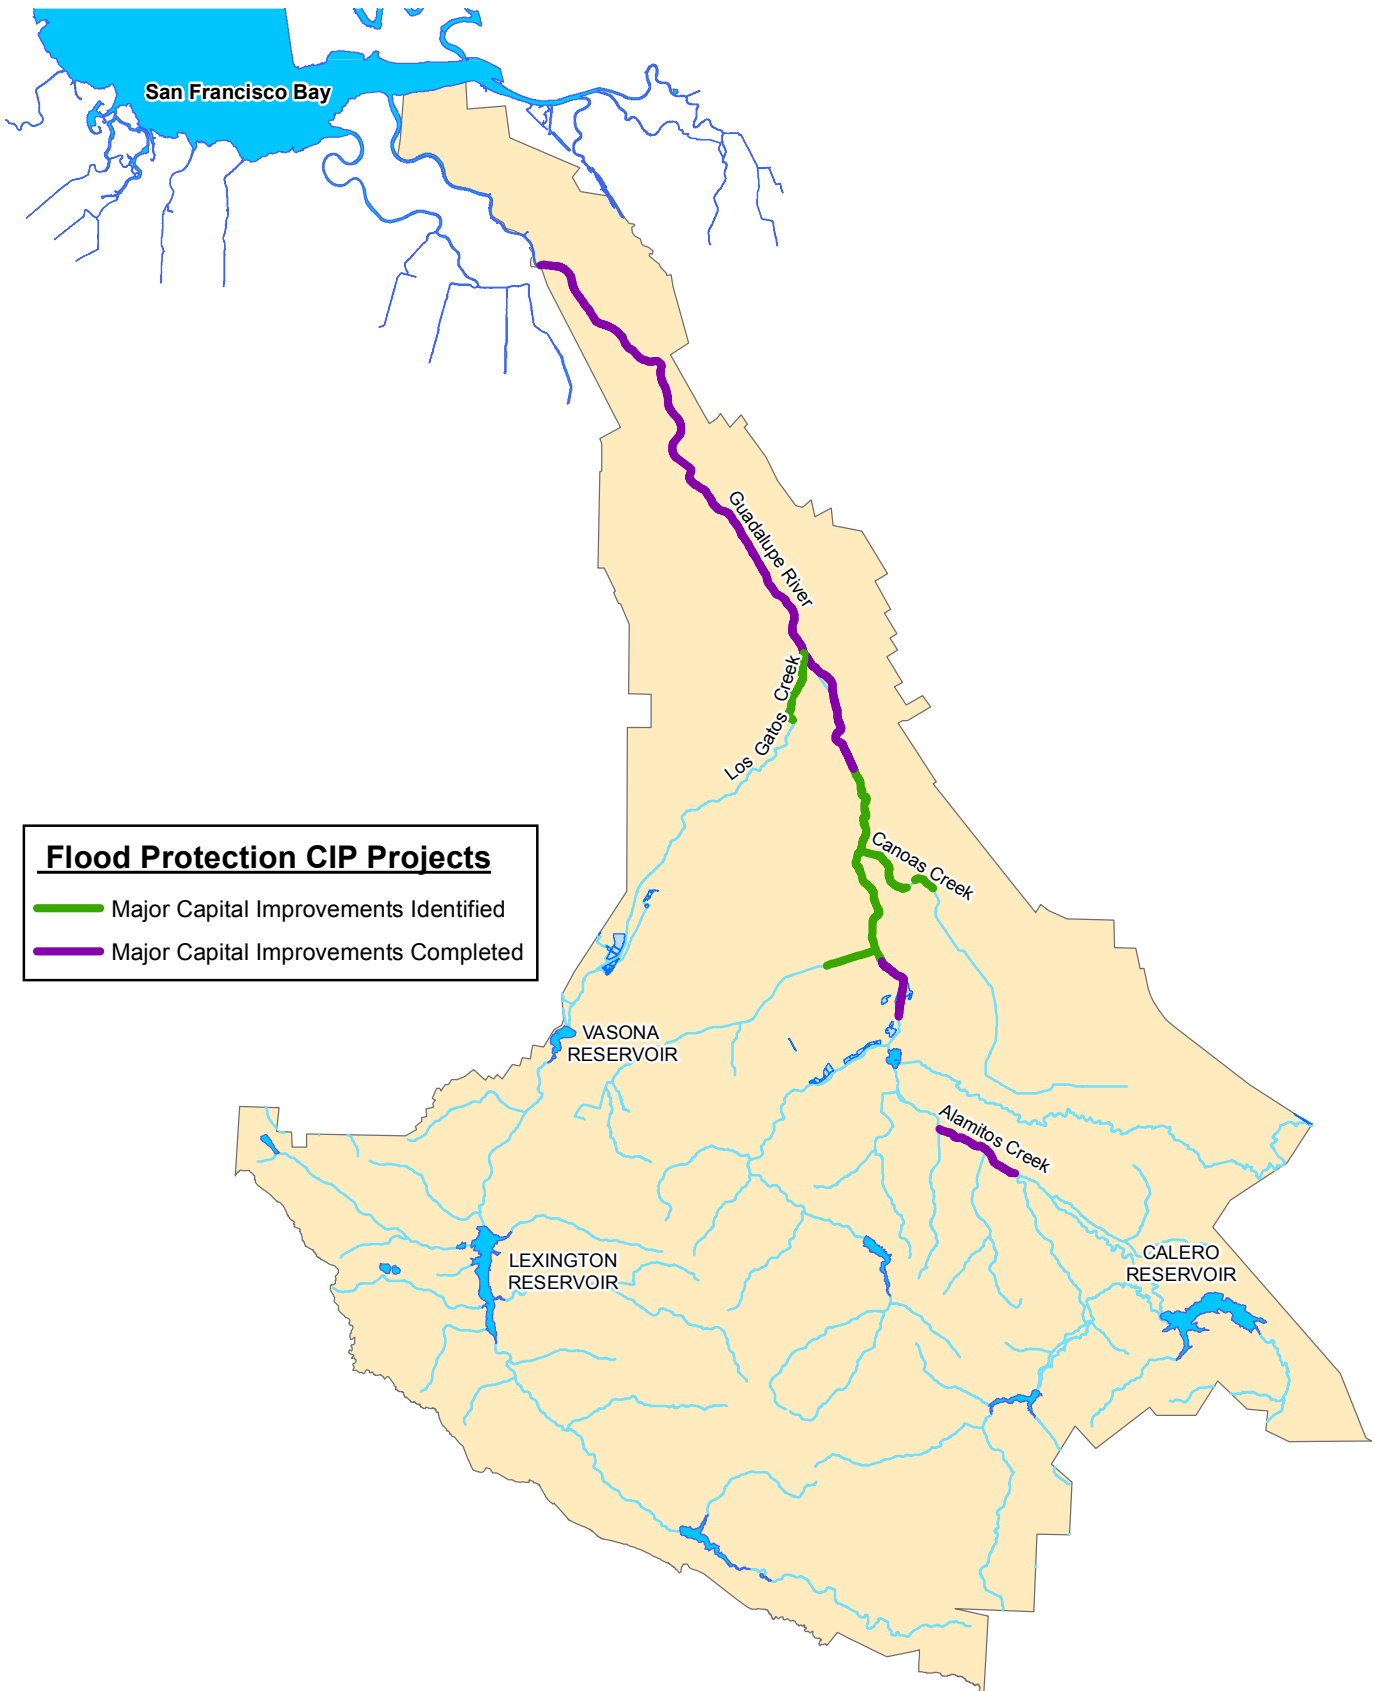 San Francisco Bay
Guadalupe River
Los Gatos Creek
Canoas Creek
Flood Protection CIP Projects
Major Capital Improvements Identified
Major Capital Improvements Completed
VASONA
RESERVOIR
Alamitos Creek
LEXINGTON
RESERVOIR
CALERO
RESERVOIR